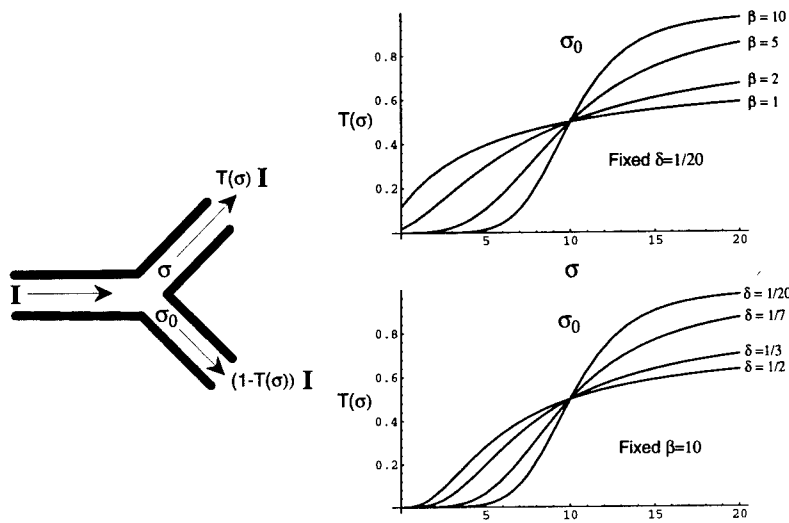 T(σ) I
σ
I
σ₀
(1-T(σ)) I
σ₀
T(σ)
0.8
0.6
0.4
0.2
5
10
15
20
β = 10
β = 5
β = 2
β = 1
Fixed δ=1/20
σ
σ₀
T(σ)
0.8
0.6
0.4
0.2
5
10
15
20
δ = 1/20
δ = 1/7
δ = 1/3
δ = 1/2
Fixed β=10